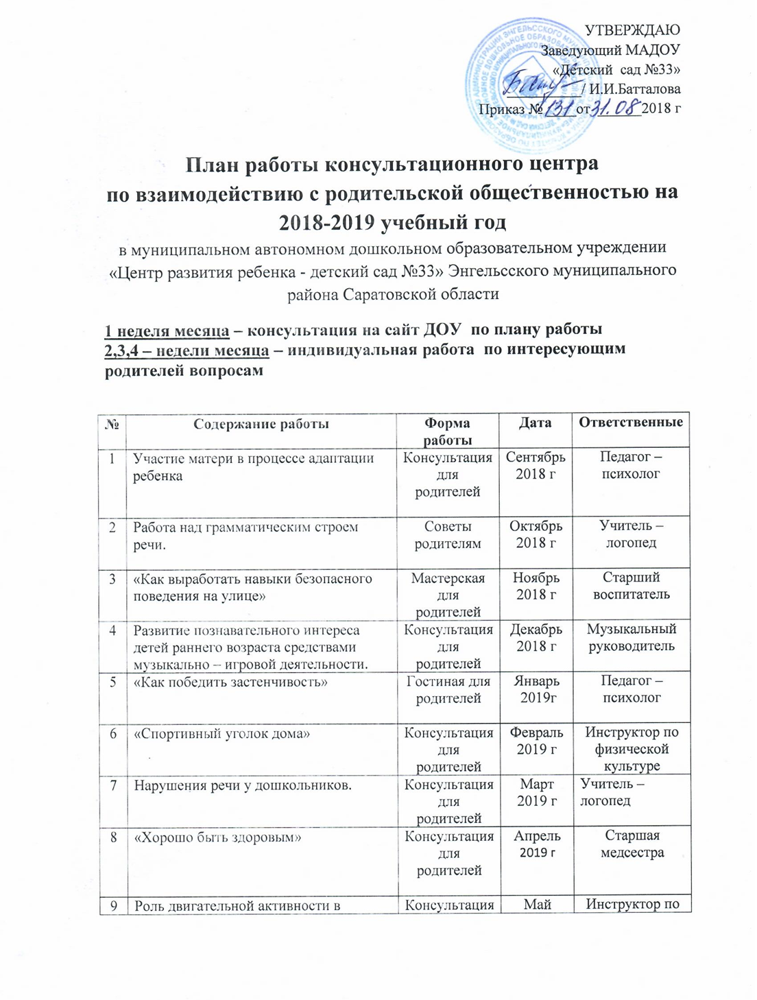 УТВЕРЖДАЮ
Заведующий МАДОУ
«Детский сад №33»
/ И.И.Батталова
Приказ № 131 от 31.08 2018 г
План работы консультационного центра
по взаимодействию с родительской общественностью на
2018-2019 учебный год
в муниципальном автономном дошкольном образовательном учреждении
«Центр развития ребенка - детский сад №33» Энгельсского муниципального
района Саратовской области
1 неделя месяца – консультация на сайт ДОУ по плану работы
2,3,4 – недели месяца – индивидуальная работа по интересующим
родителей вопросам
№ Содержание работы Форма работы Дата Ответственные
1 Участие матери в процессе адаптации ребенка Консультация для родителей Сентябрь 2018 г Педагог – психолог
2 Работа над грамматическим строем речи. Советы родителям Октябрь 2018 г Учитель – логопед
3 «Как выработать навыки безопасного поведения на улице» Мастерская для родителей Ноябрь 2018 г Старший воспитатель
4 Развитие познавательного интереса детей раннего возраста средствами музыкально – игровой деятельности. Консультация для родителей Декабрь 2018 г Музыкальный руководитель
5 «Как победить застенчивость» Гостиная для родителей Январь 2019г Педагог – психолог
6 «Спортивный уголок дома» Консультация для родителей Февраль 2019 г Инструктор по физической культуре
7 Нарушения речи у дошкольников. Консультация для родителей Март 2019 г Учитель – логопед
8 «Хорошо быть здоровым» Консультация для родителей Апрель 2019 г Старшая медсестра
9 Роль двигательной активности в Консультация Май Инструктор по